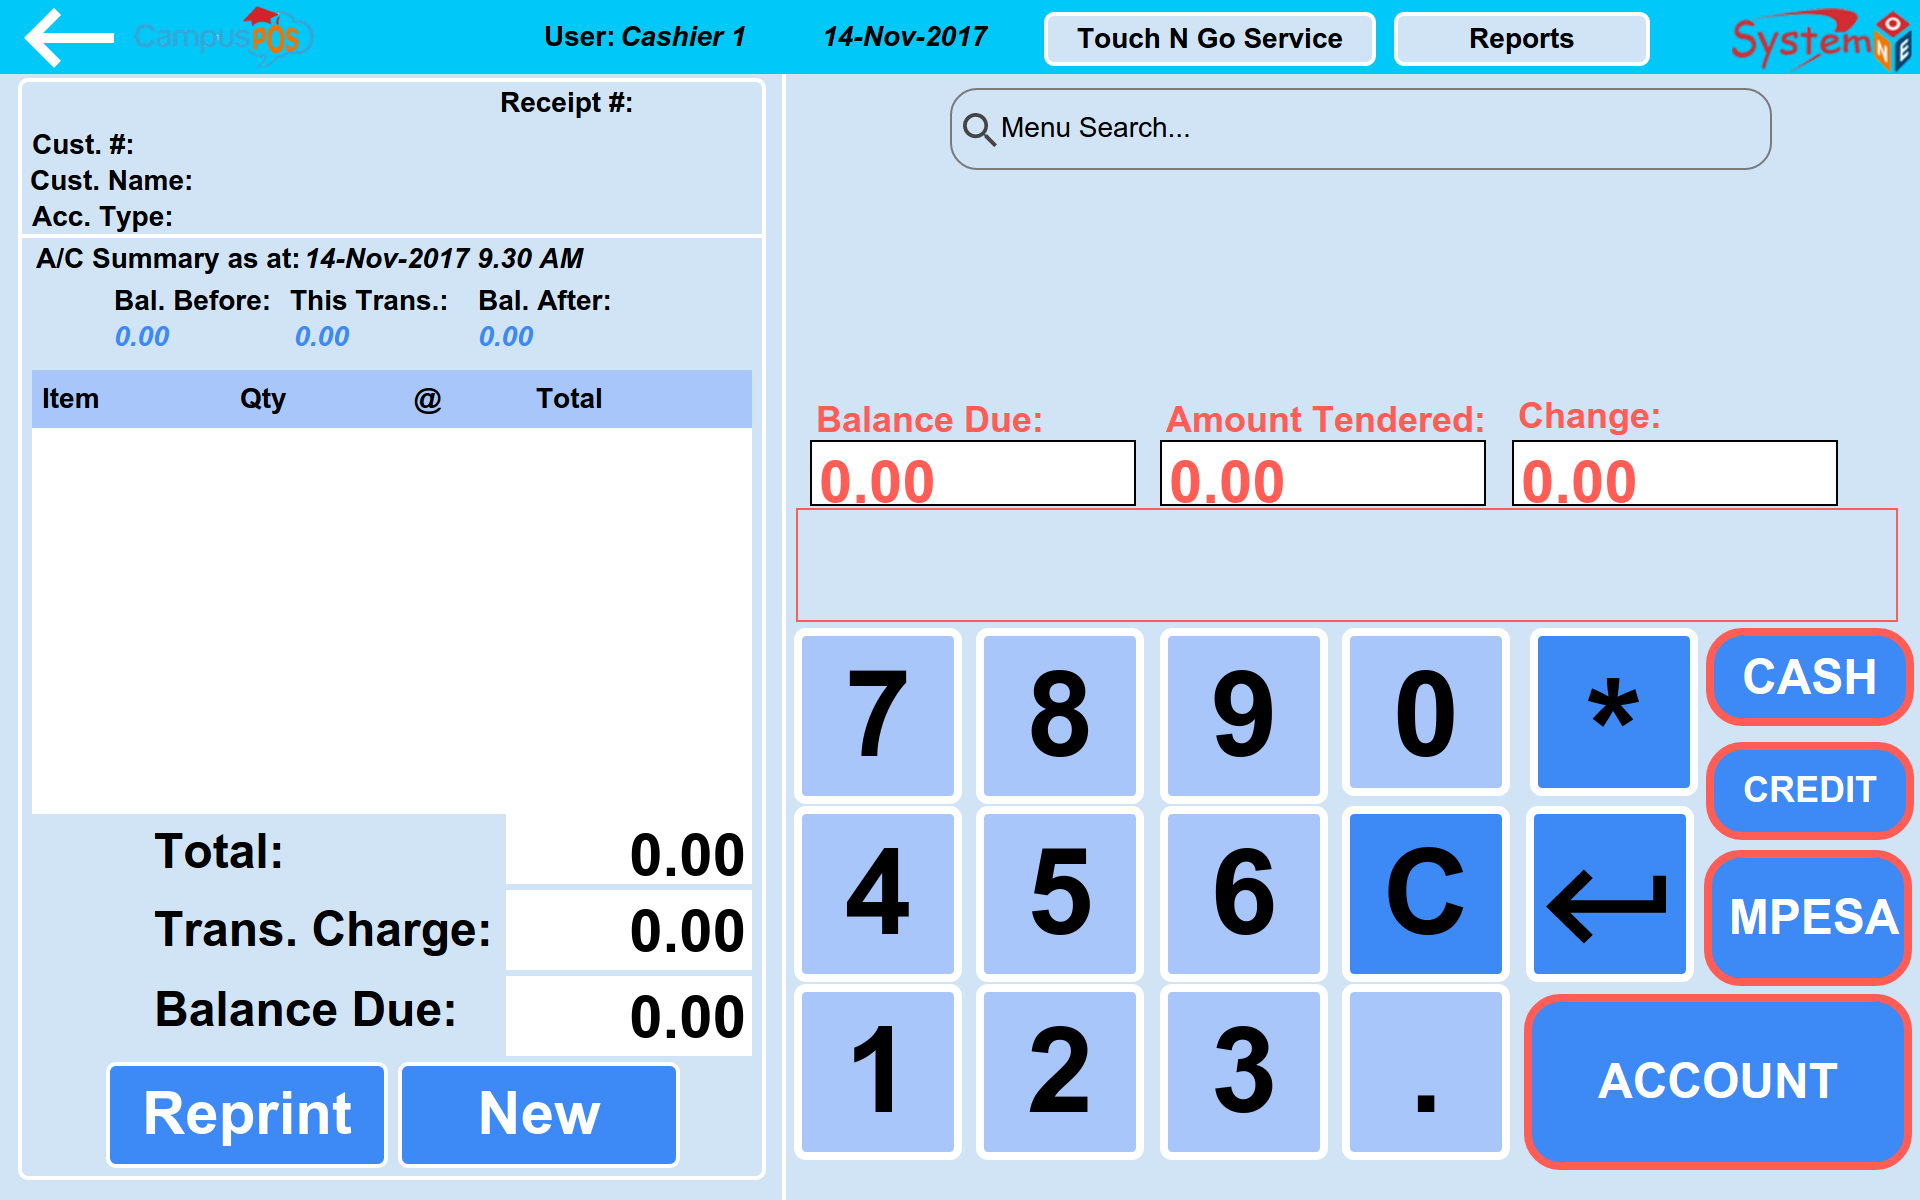 CampusPOS
User: Cashier 1
14-Nov-2017
Touch N Go Service
Reports
SystemONE
Receipt #:
Cust. #:
Cust. Name:
Acc. Type:
A/C Summary as at: 14-Nov-2017 9.30 AM
Bal. Before: This Trans.: Bal. After:
0.00 0.00 0.00
Item Qty @ Total
Total: 0.00
Trans. Charge: 0.00
Balance Due: 0.00
Reprint New
Menu Search...
Balance Due: Amount Tendered: Change:
0.00 0.00 0.00
7 8 9 0 * CASH
CREDIT
4 5 6 C MPESA
1 2 3 . ACCOUNT